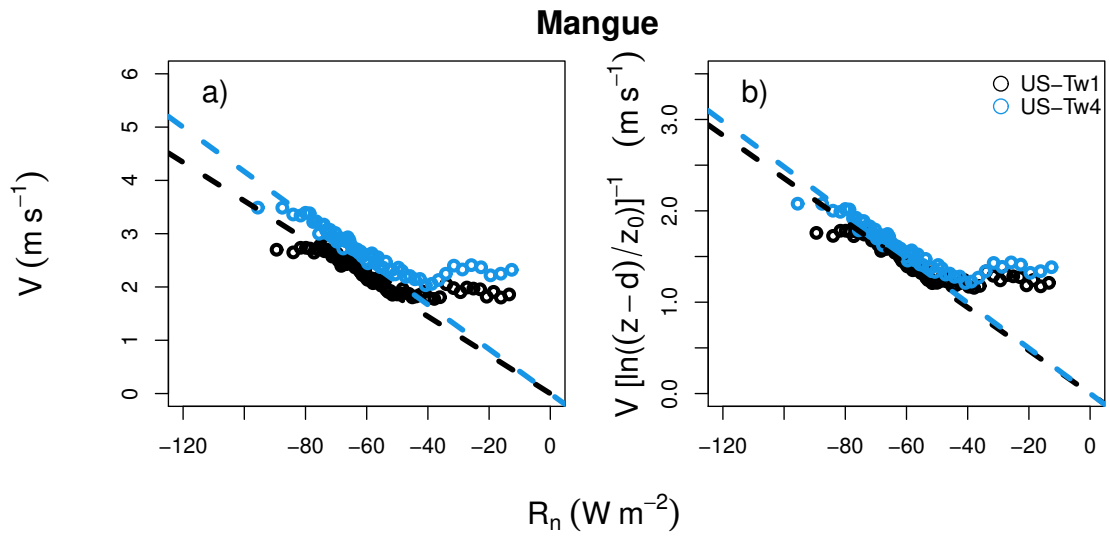 Mangue
a)
V (m s⁻¹)
6
5
4
3
2
1
0
−120 −100 −80 −60 −40 −20 0
b)
US−Tw1
US−Tw4
V [ln((z − d)/z₀)]⁻¹ (m s⁻¹)
3.0
2.0
1.0
0.0
−120 −80 −60 −40 −20 0
Rₙ (W m⁻²)